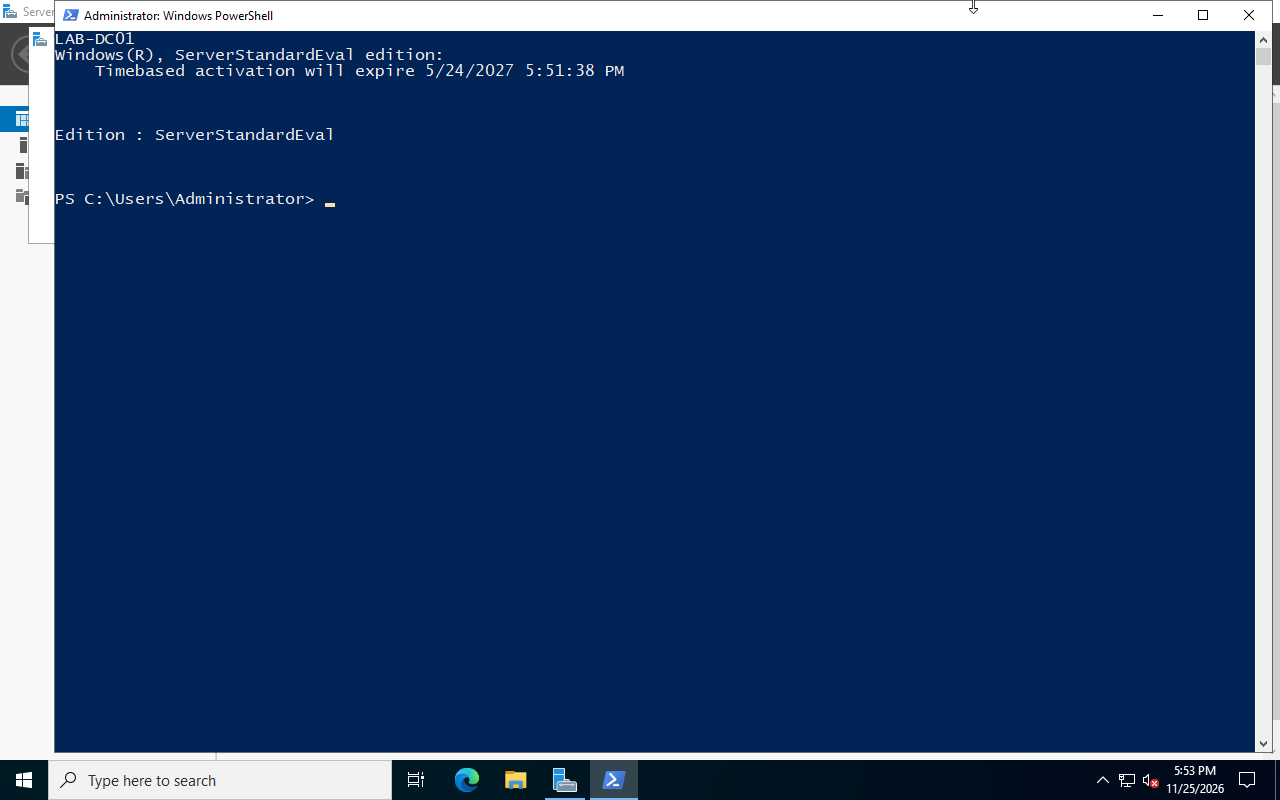 Server
Administrator: Windows PowerShell
LAB-DC01
Windows(R), ServerStandardEval edition:
Timebased activation will expire 5/24/2027 5:51:38 PM
Edition : ServerStandardEval
PS C:\Users\Administrator>
Type here to search
5:53 PM
11/25/2026